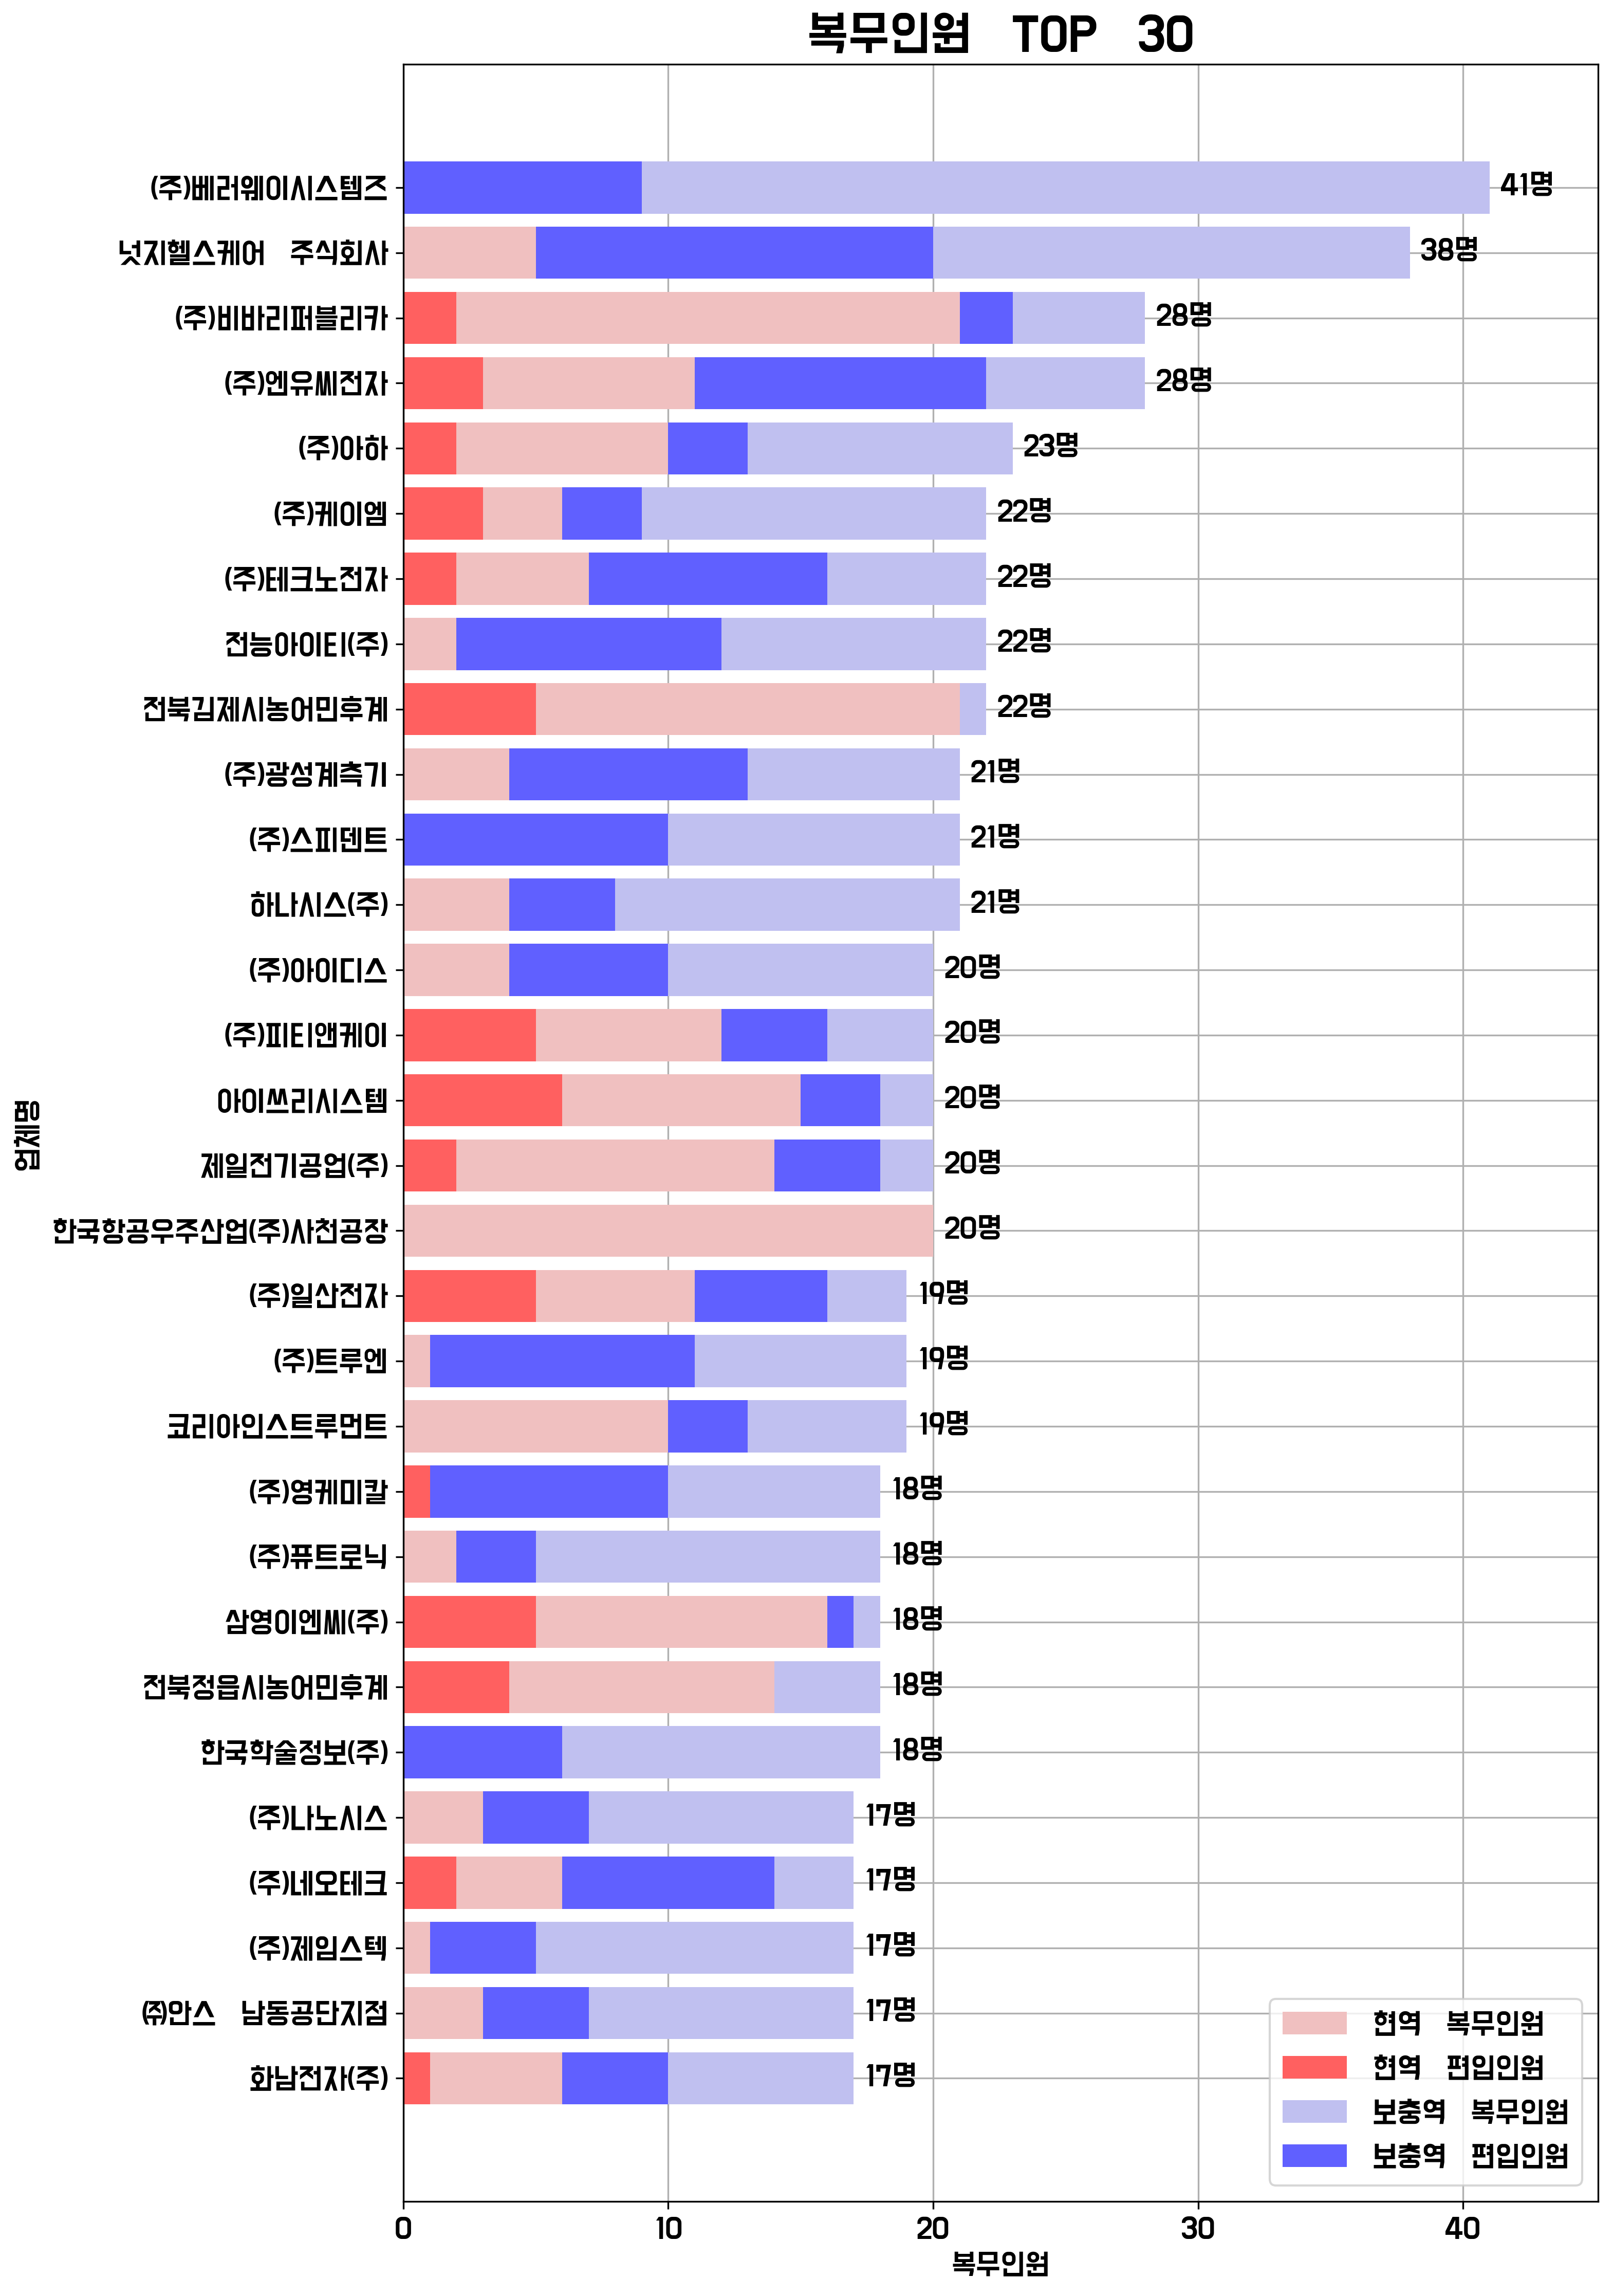 복무인원 TOP 30
(주)베러웨이시스템즈 41명
넛지헬스케어 주식회사 38명
(주)비바리퍼블리카 28명
(주)엔유씨전자 28명
(주)아하 23명
(주)케이엠 22명
(주)테크노전자 22명
전능아이티(주) 22명
전북김제시농어민후계 22명
(주)광성계측기 21명
(주)스피덴트 21명
하나시스(주) 21명
(주)아이디스 20명
(주)피티앤케이 20명
아이쓰리시스템 20명
제일전기공업(주) 20명
한국항공우주산업(주)사천공장 20명
(주)일산전자 19명
(주)트루엔 19명
코리아인스트루먼트 19명
(주)영케미칼 18명
(주)퓨트로닉 18명
삼영이엔씨(주) 18명
전북정읍시농어민후계 18명
한국학술정보(주) 18명
(주)나노시스 17명
(주)네오테크 17명
(주)제임스텍 17명
㈜안스 남동공단지점 17명
화남전자(주) 17명
업체명
현역 복무인원
현역 편입인원
보충역 복무인원
보충역 편입인원
0 10 20 30 40
복무인원